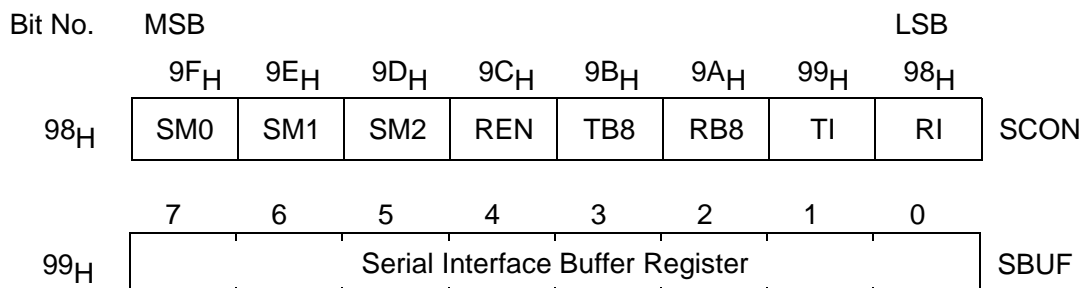 Bit No. MSB LSB
9FH 9EH 9DH 9CH 9BH 9AH 99H 98H
98H SM0 SM1 SM2 REN TB8 RB8 TI RI SCON
7 6 5 4 3 2 1 0
99H Serial Interface Buffer Register SBUF